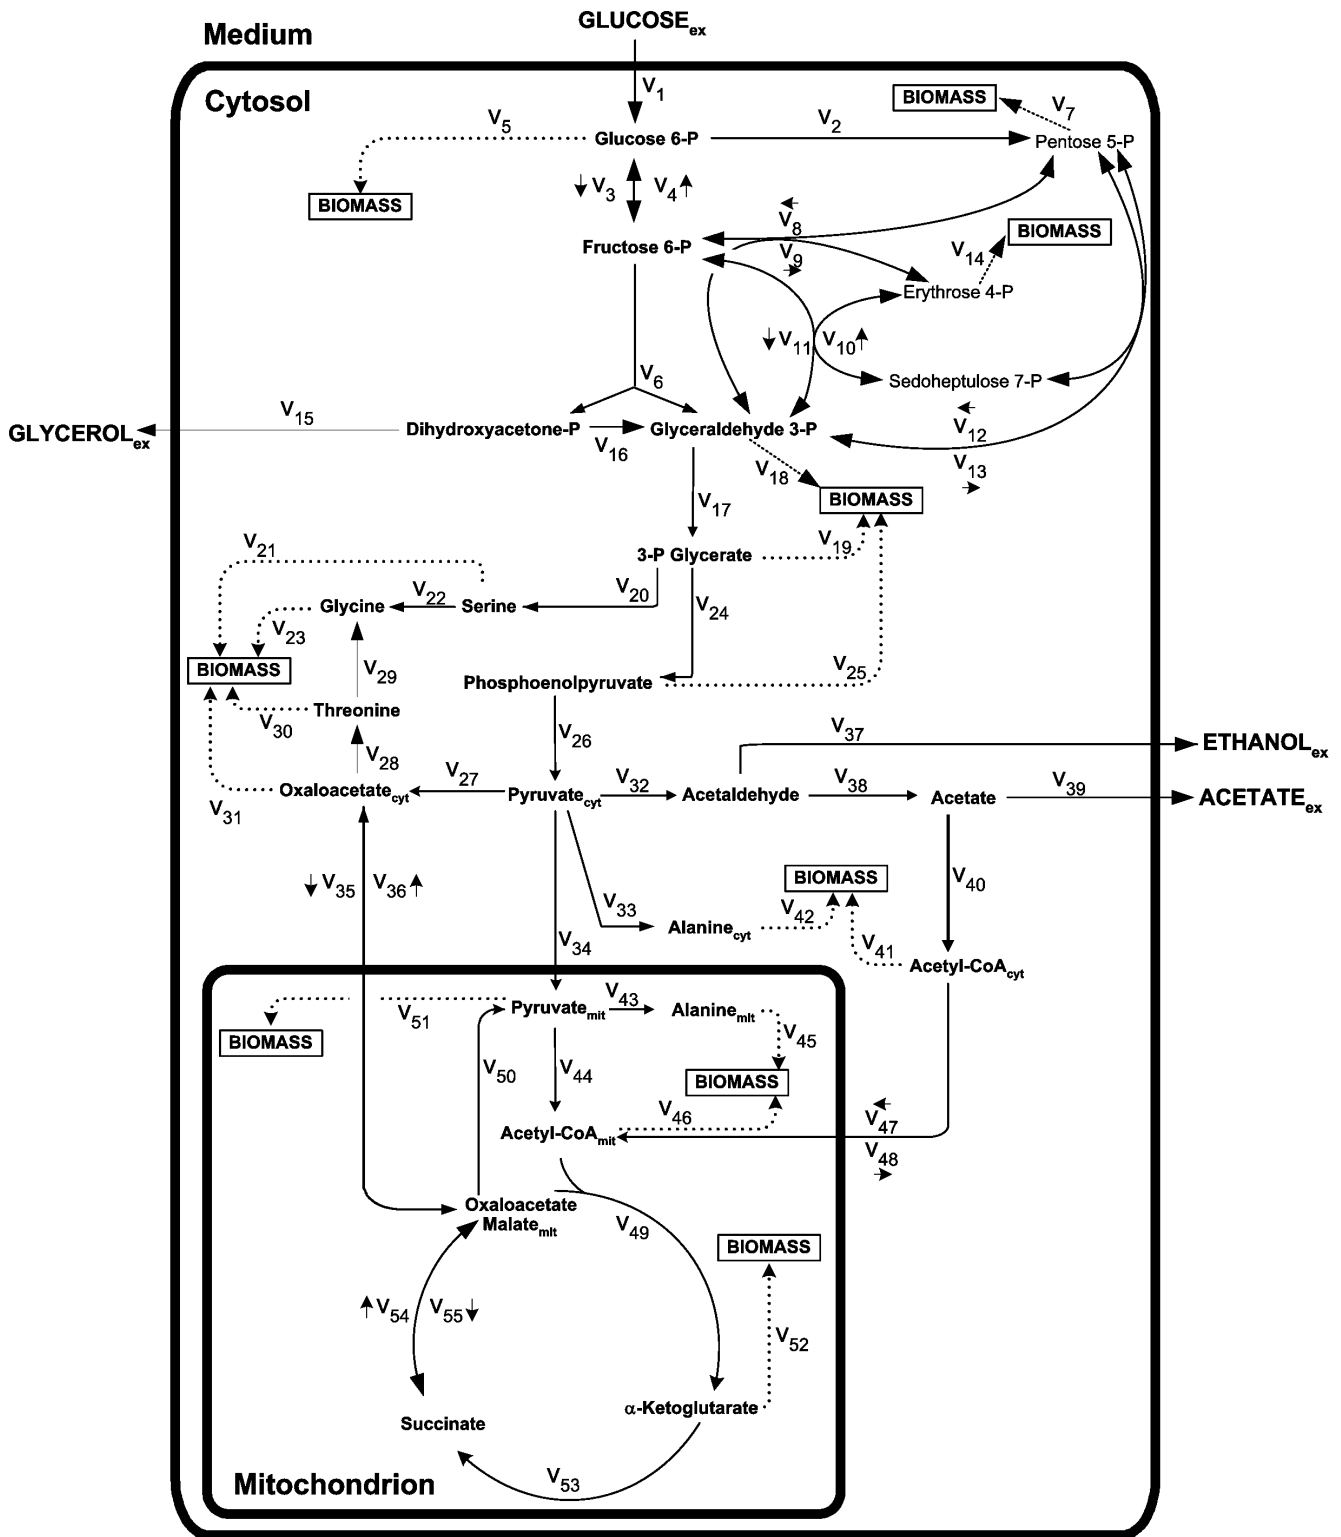 GLUCOSEex
Medium
V1
Cytosol
BIOMASS
V7
V5
Glucose 6-P
V2
Pentose 5-P
V3
V4
BIOMASS
V8
BIOMASS
Fructose 6-P
V9
V14
Erythrose 4-P
V11
V10
V6
Sedoheptulose 7-P
V15
GLYCEROLex
Dihydroxyacetone-P
V16
Glyceraldehyde 3-P
V12
V18
V13
BIOMASS
V17
V21
3-P Glycerate
V19
V22
V20
Glycine
Serine
V24
V23
BIOMASS
V29
V25
Phosphoenolpyruvate
Threonine
V30
V26
V37
ETHANOLex
V28
V27
V32
V38
V39
Oxaloacetatecyt
Pyruvatecyt
Acetaldehyde
Acetate
ACETATEex
V31
V35
V36
BIOMASS
V40
V33
V42
Alaninecyt
V34
V41
Acetyl-CoAcyt
V43
V51
Pyruvatemit
Alaninemit
BIOMASS
V45
V50
V44
BIOMASS
V46
V47
Acetyl-CoAmit
V48
Oxaloacetate
Malatemit
V49
BIOMASS
V54
V55
V52
α-Ketoglutarate
Succinate
V53
Mitochondrion